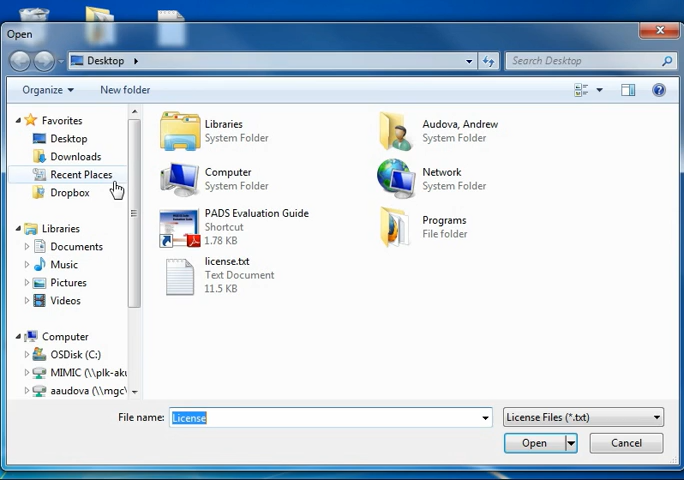 Open
Desktop
Search Desktop
Organize
New folder
Favorites
Desktop
Downloads
Recent Places
Dropbox
Libraries
Documents
Music
Pictures
Videos
Computer
OSDisk (C:)
MIMIC (\\plk-aku
aaudova (\\mgc\
Libraries
System Folder
Audova, Andrew
System Folder
Computer
System Folder
Network
System Folder
PADS Evaluation Guide
Shortcut
1.78 KB
Programs
File folder
license.txt
Text Document
11.5 KB
File name:
License
License Files (*.txt)
Open
Cancel